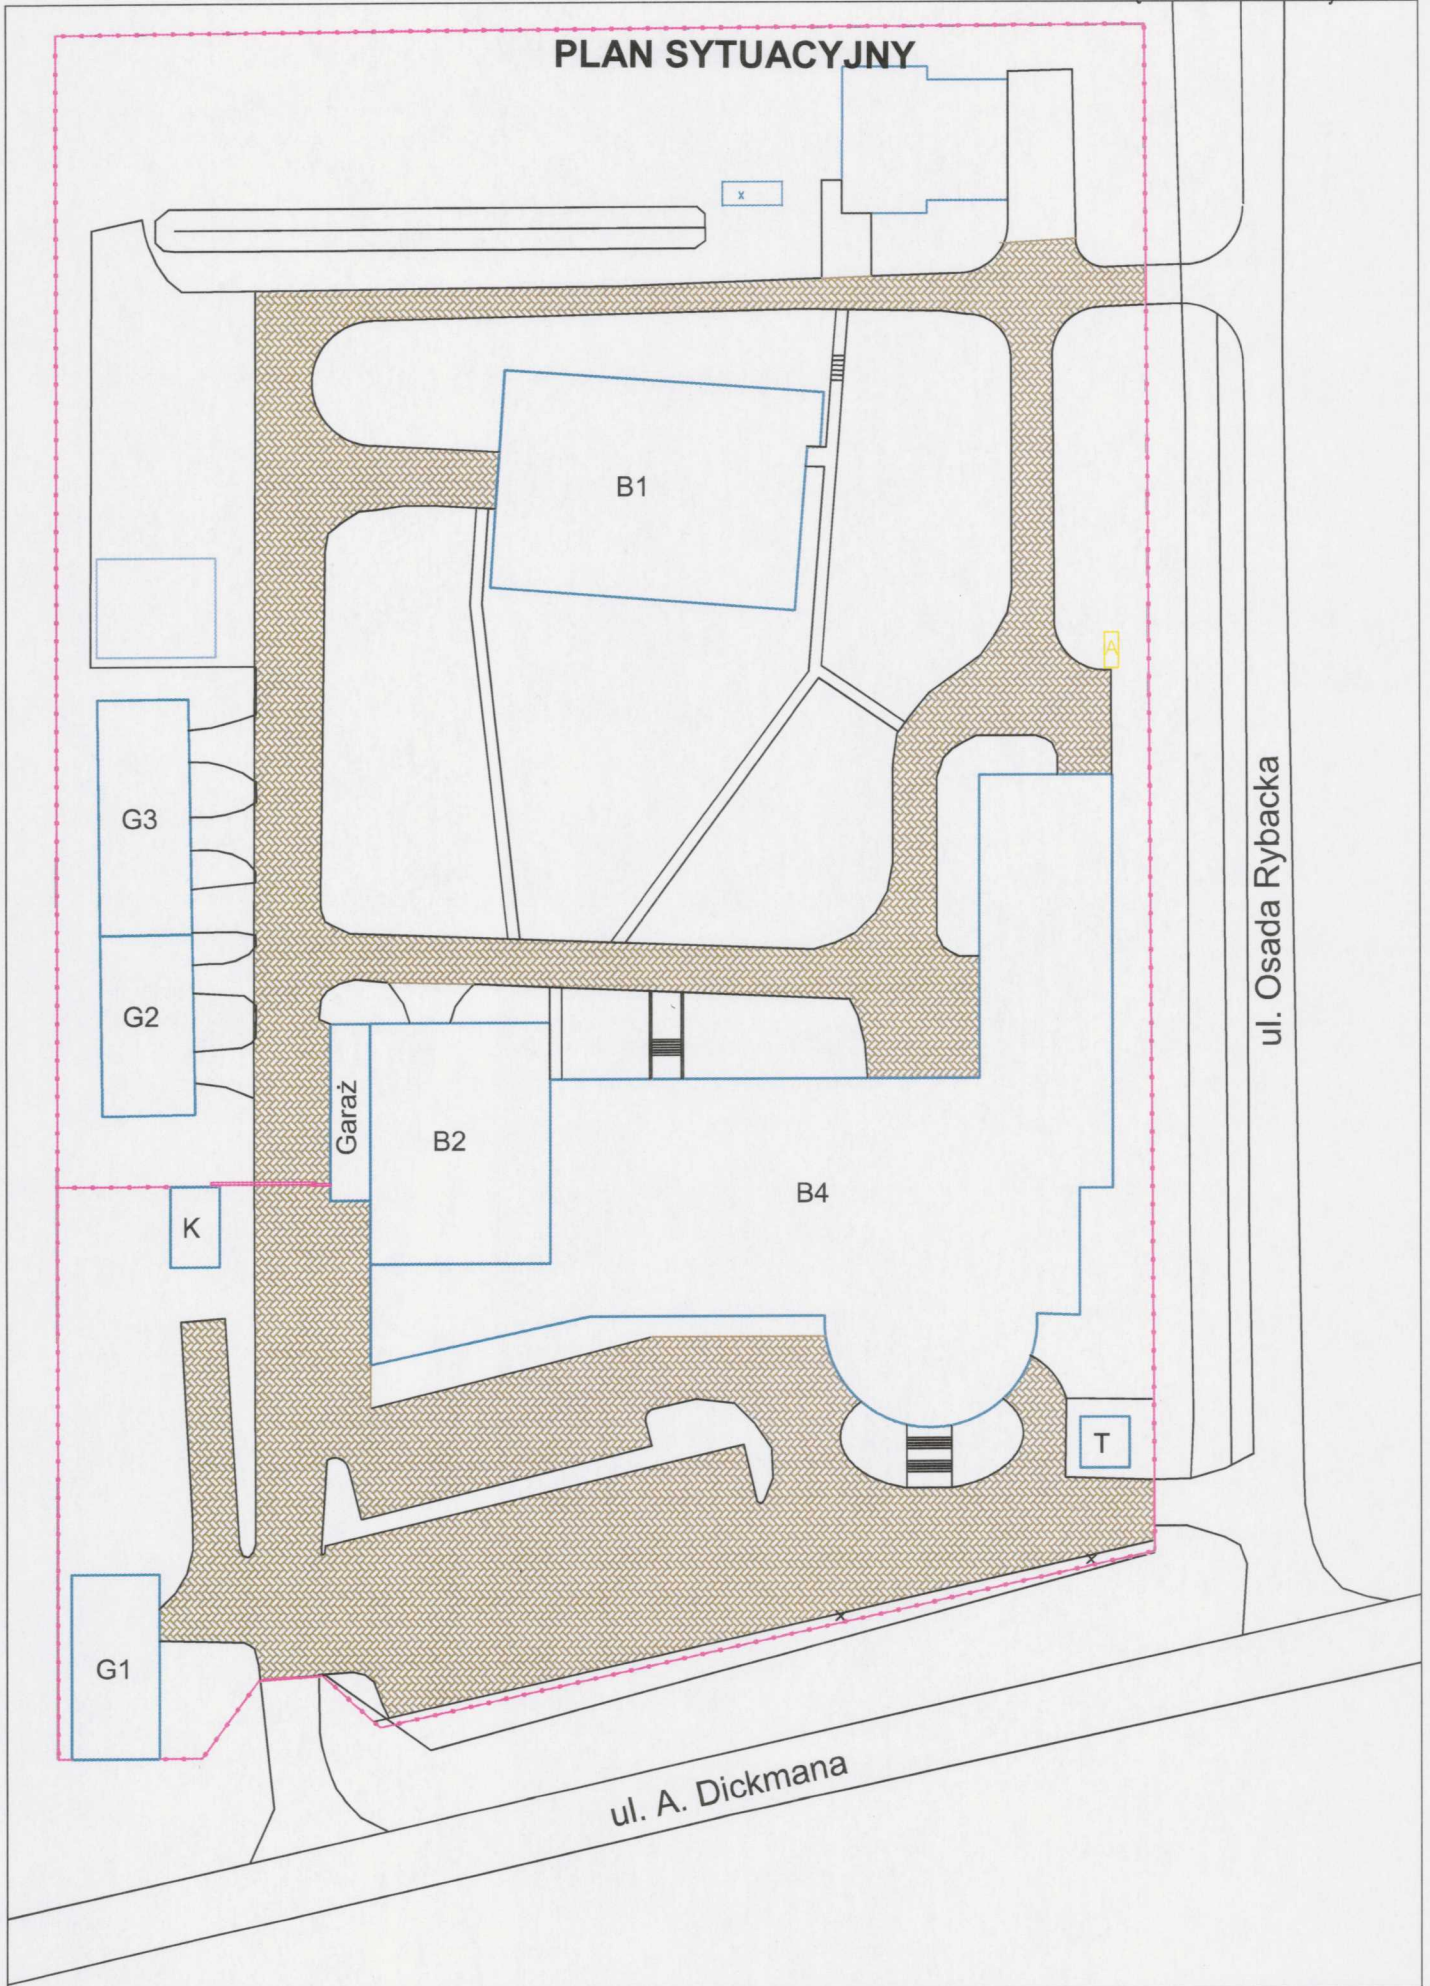 PLAN SYTUACYJNY
x
B1
A
G3
ul. Osada Rybacka
G2
Garaż
B2
B4
K
T
x
x
G1
ul. A. Dickmana